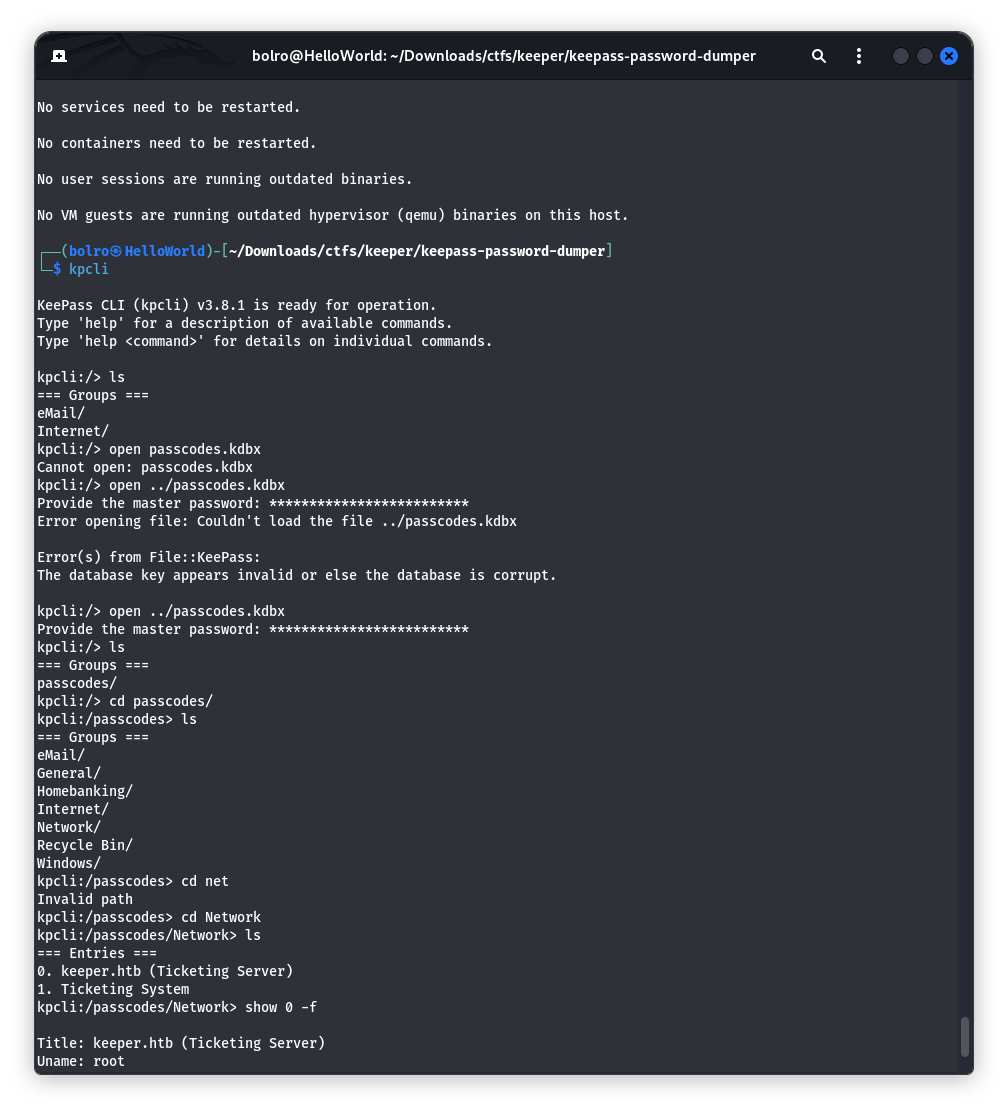 bolro@HelloWorld: ~/Downloads/ctfs/keeper/keepass-password-dumper
No services need to be restarted.
No containers need to be restarted.
No user sessions are running outdated binaries.
No VM guests are running outdated hypervisor (qemu) binaries on this host.
┌──(bolro㉿HelloWorld)-[~/Downloads/ctfs/keeper/keepass-password-dumper]
└─$ kpcli
KeePass CLI (kpcli) v3.8.1 is ready for operation.
Type 'help' for a description of available commands.
Type 'help <command>' for details on individual commands.
kpcli:/> ls
=== Groups ===
eMail/
Internet/
kpcli:/> open passcodes.kdbx
Cannot open: passcodes.kdbx
kpcli:/> open ../passcodes.kdbx
Provide the master password: *************************
Error opening file: Couldn't load the file ../passcodes.kdbx
Error(s) from File::KeePass:
The database key appears invalid or else the database is corrupt.
kpcli:/> open ../passcodes.kdbx
Provide the master password: *************************
kpcli:/> ls
=== Groups ===
passcodes/
kpcli:/> cd passcodes/
kpcli:/passcodes> ls
=== Groups ===
eMail/
General/
Homebanking/
Internet/
Network/
Recycle Bin/
Windows/
kpcli:/passcodes> cd net
Invalid path
kpcli:/passcodes> cd Network
kpcli:/passcodes/Network> ls
=== Entries ===
0. keeper.htb (Ticketing Server)
1. Ticketing System
kpcli:/passcodes/Network> show 0 -f
Title: keeper.htb (Ticketing Server)
Uname: root